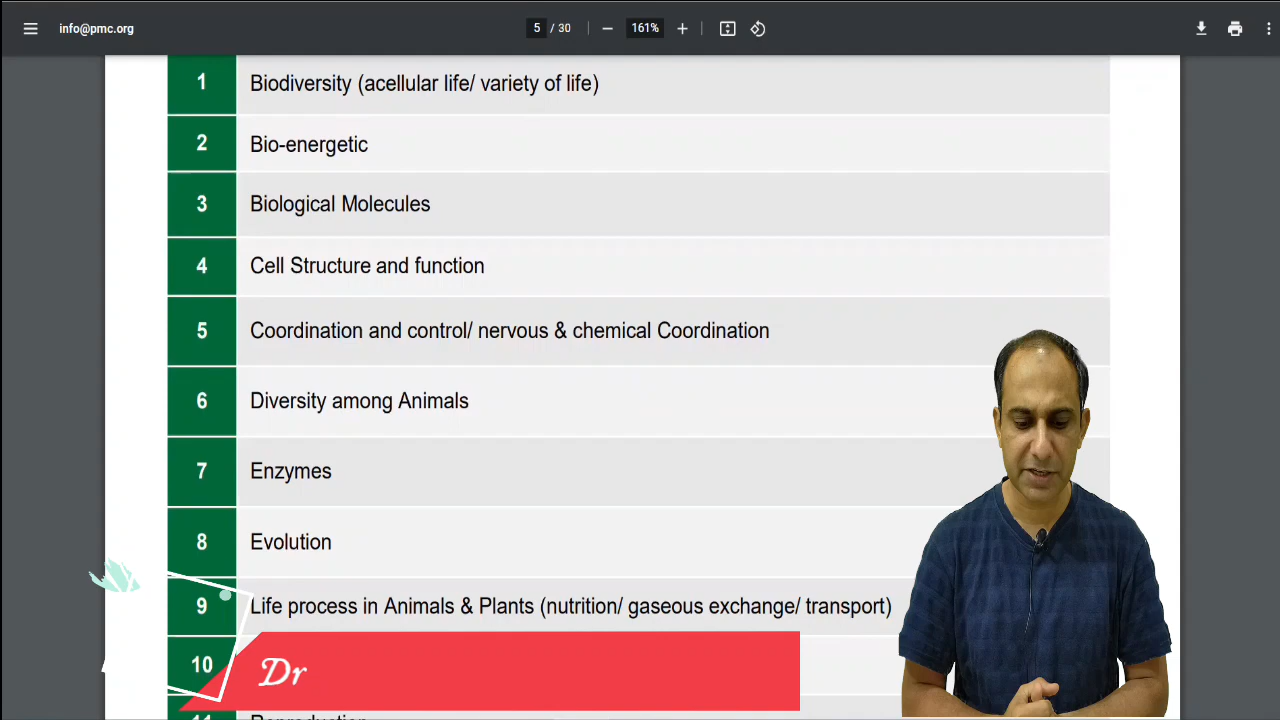 info@pmc.org
5 / 30
161%
1 Biodiversity (acellular life/ variety of life)
2 Bio-energetic
3 Biological Molecules
4 Cell Structure and function
5 Coordination and control/ nervous & chemical Coordination
6 Diversity among Animals
7 Enzymes
8 Evolution
9 Life process in Animals & Plants (nutrition/ gaseous exchange/ transport)
10
Dr
11 Reproduction